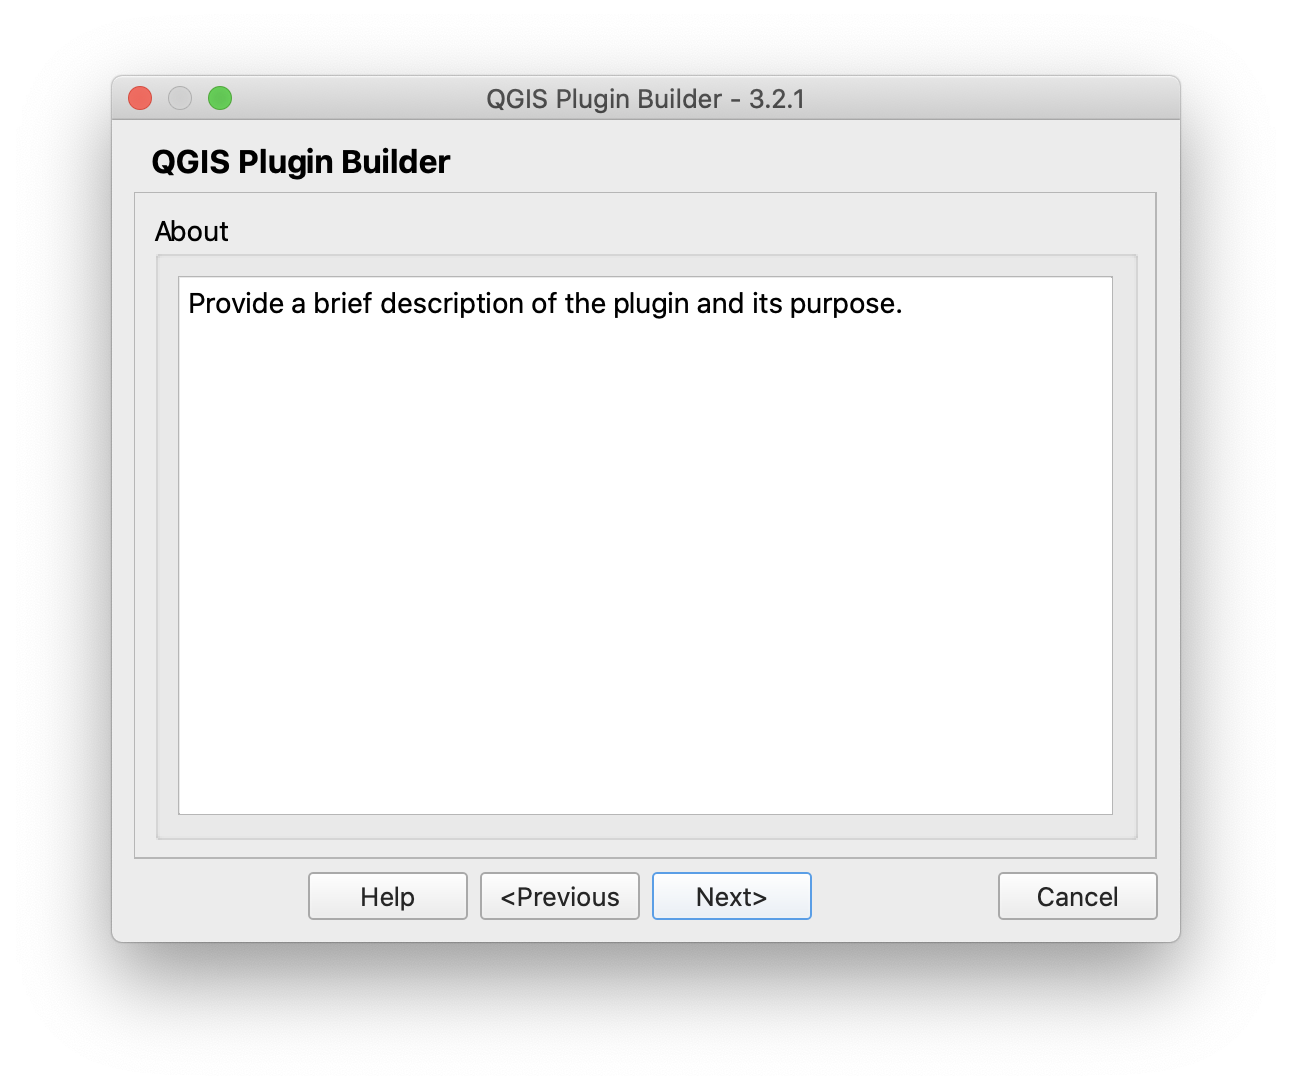 QGIS Plugin Builder - 3.2.1
QGIS Plugin Builder
About
Provide a brief description of the plugin and its purpose.
Help
<Previous
Next>
Cancel